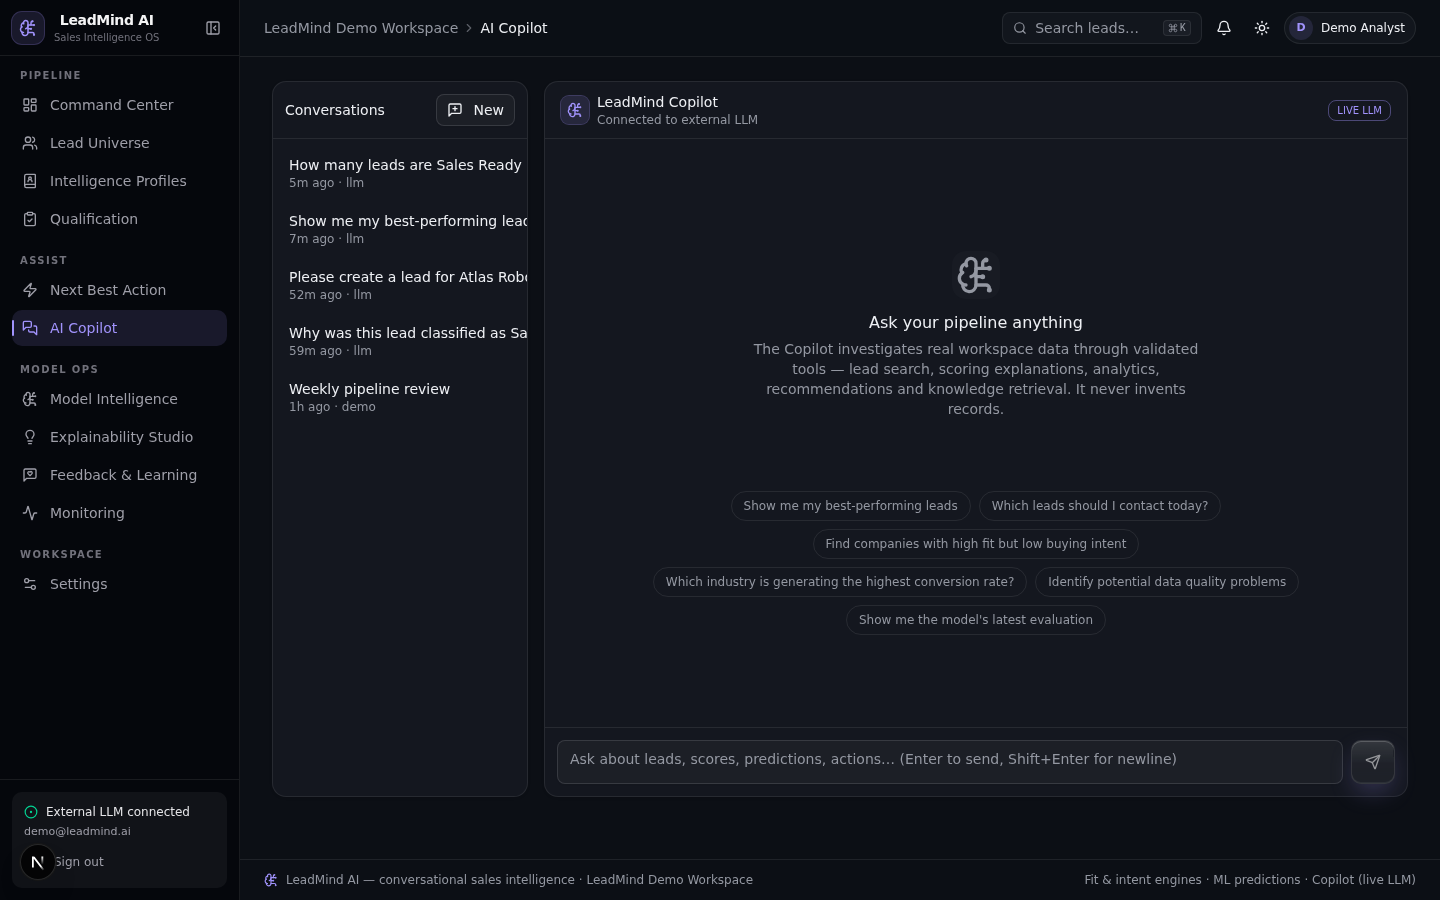 LeadMind AI
Sales Intelligence OS
PIPELINE
Command Center
Lead Universe
Intelligence Profiles
Qualification
ASSIST
Next Best Action
AI Copilot
MODEL OPS
Model Intelligence
Explainability Studio
Feedback & Learning
Monitoring
WORKSPACE
Settings
External LLM connected
demo@leadmind.ai
N
Sign out
LeadMind Demo Workspace > AI Copilot
Search leads...
⌘K
D
Demo Analyst
Conversations
New
How many leads are Sales Ready
5m ago · llm
Show me my best-performing lead
7m ago · llm
Please create a lead for Atlas Robo
52m ago · llm
Why was this lead classified as Sa
59m ago · llm
Weekly pipeline review
1h ago · demo
LeadMind Copilot
Connected to external LLM
LIVE LLM
Ask your pipeline anything
The Copilot investigates real workspace data through validated
tools — lead search, scoring explanations, analytics,
recommendations and knowledge retrieval. It never invents
records.
Show me my best-performing leads
Which leads should I contact today?
Find companies with high fit but low buying intent
Which industry is generating the highest conversion rate?
Identify potential data quality problems
Show me the model's latest evaluation
Ask about leads, scores, predictions, actions... (Enter to send, Shift+Enter for newline)
LeadMind AI — conversational sales intelligence · LeadMind Demo Workspace
Fit & intent engines · ML predictions · Copilot (live LLM)